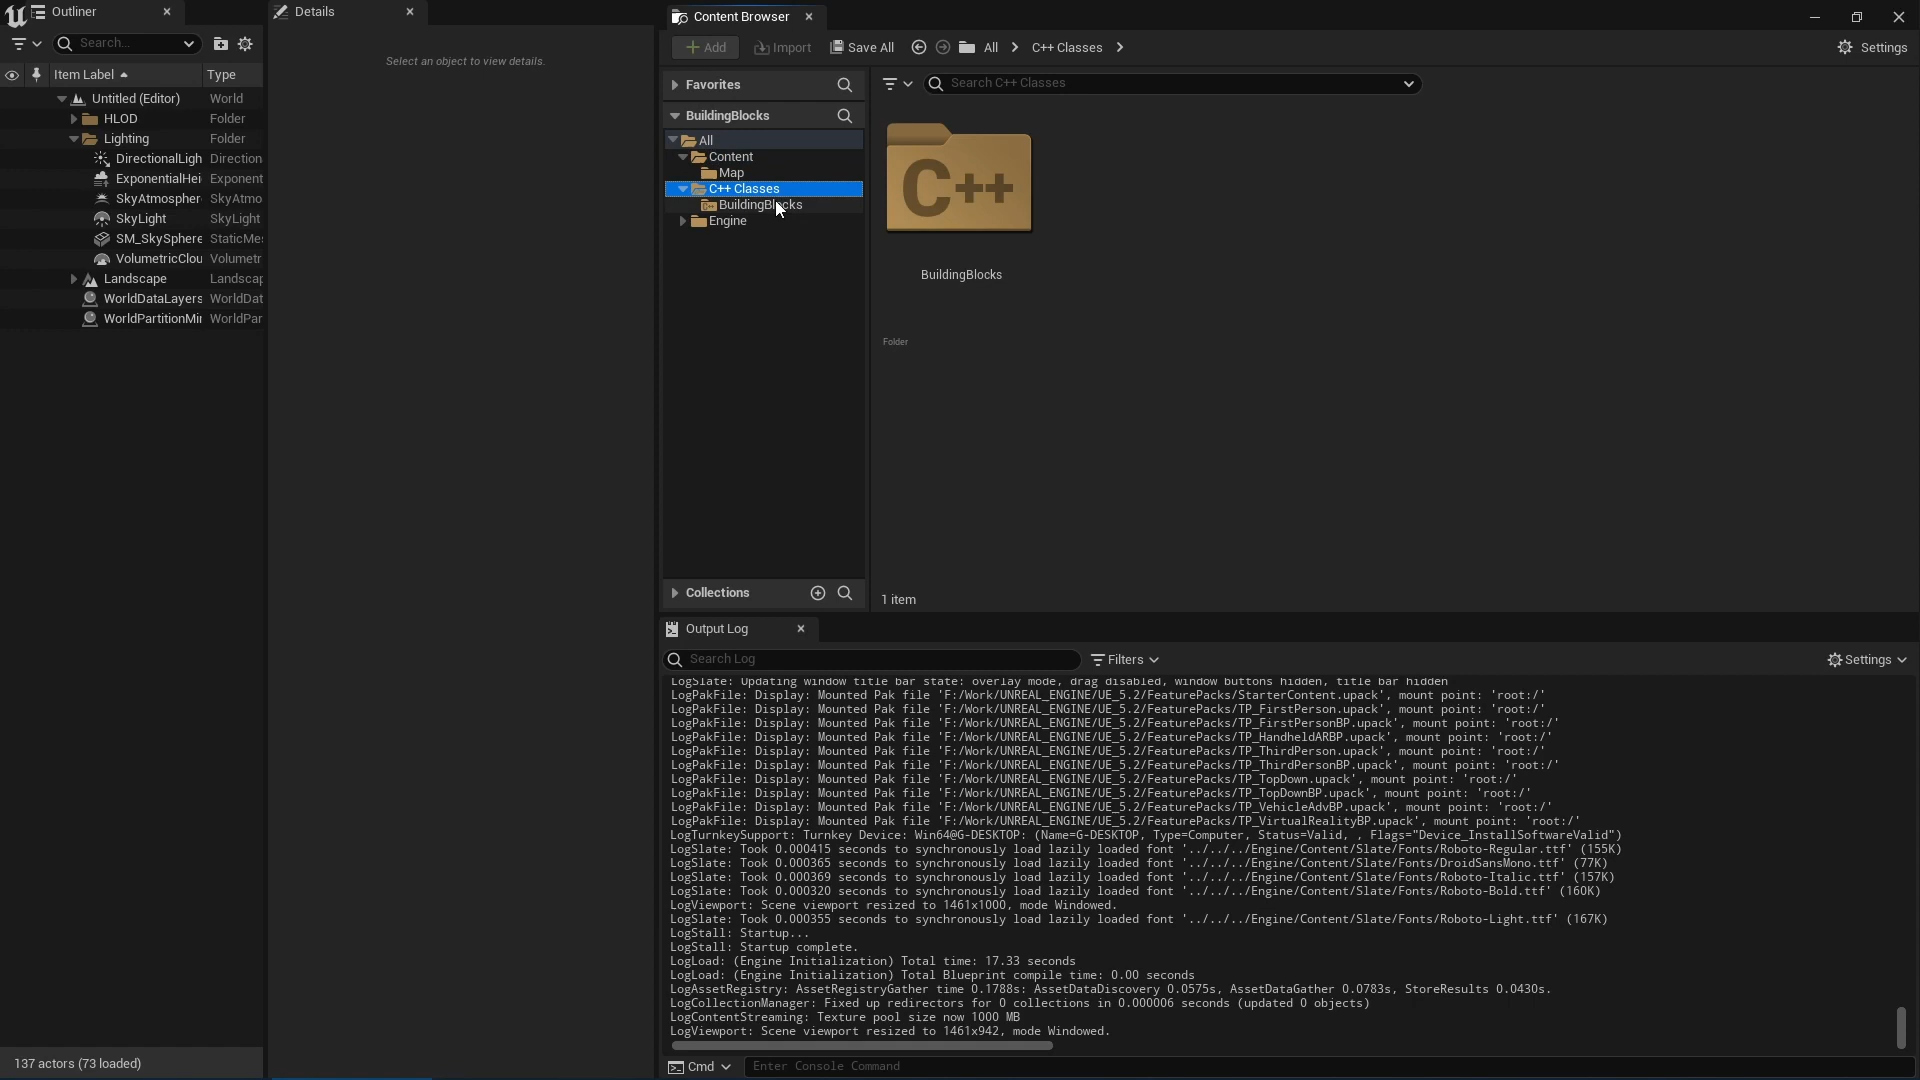 Outliner
Search...
Item Label
Type
Untitled (Editor)
World
HLOD
Folder
Lighting
Folder
DirectionalLigh
Direction
ExponentialHei
Exponent
SkyAtmospher
SkyAtmo
SkyLight
SkyLight
SM_SkySphere
StaticMes
VolumetricClou
Volumetr
Landscape
Landscap
WorldDataLayers
WorldDat
WorldPartitionMin
WorldPar
137 actors (73 loaded)
Details
Select an object to view details.
Content Browser
Add
Import
Save All
All
C++ Classes
Settings
Favorites
BuildingBlocks
All
Content
Map
C++ Classes
BuildingBlocks
Engine
Collections
Search C++ Classes
C++
BuildingBlocks
Folder
1 item
Output Log
Search Log
Filters
Settings
LogSlate: Updating window title bar state: overlay mode, drag disabled, window buttons hidden, title bar hidden
LogPakFile: Display: Mounted Pak file 'F:/Work/UNREAL_ENGINE/UE_5.2/FeaturePacks/StarterContent.upack', mount point: 'root:/'
LogPakFile: Display: Mounted Pak file 'F:/Work/UNREAL_ENGINE/UE_5.2/FeaturePacks/TP_FirstPerson.upack', mount point: 'root:/'
LogPakFile: Display: Mounted Pak file 'F:/Work/UNREAL_ENGINE/UE_5.2/FeaturePacks/TP_FirstPersonBP.upack', mount point: 'root:/'
LogPakFile: Display: Mounted Pak file 'F:/Work/UNREAL_ENGINE/UE_5.2/FeaturePacks/TP_HandheldARBP.upack', mount point: 'root:/'
LogPakFile: Display: Mounted Pak file 'F:/Work/UNREAL_ENGINE/UE_5.2/FeaturePacks/TP_ThirdPerson.upack', mount point: 'root:/'
LogPakFile: Display: Mounted Pak file 'F:/Work/UNREAL_ENGINE/UE_5.2/FeaturePacks/TP_ThirdPersonBP.upack', mount point: 'root:/'
LogPakFile: Display: Mounted Pak file 'F:/Work/UNREAL_ENGINE/UE_5.2/FeaturePacks/TP_TopDown.upack', mount point: 'root:/'
LogPakFile: Display: Mounted Pak file 'F:/Work/UNREAL_ENGINE/UE_5.2/FeaturePacks/TP_TopDownBP.upack', mount point: 'root:/'
LogPakFile: Display: Mounted Pak file 'F:/Work/UNREAL_ENGINE/UE_5.2/FeaturePacks/TP_VehicleAdvBP.upack', mount point: 'root:/'
LogPakFile: Display: Mounted Pak file 'F:/Work/UNREAL_ENGINE/UE_5.2/FeaturePacks/TP_VirtualRealityBP.upack', mount point: 'root:/'
LogTurnkeySupport: Turnkey Device: Win64@G-DESKTOP: (Name=G-DESKTOP, Type=Computer, Status=Valid, , Flags="Device_InstallSoftwareValid")
LogSlate: Took 0.000415 seconds to synchronously load lazily loaded font '../../../Engine/Content/Slate/Fonts/Roboto-Regular.ttf' (155K)
LogSlate: Took 0.000365 seconds to synchronously load lazily loaded font '../../../Engine/Content/Slate/Fonts/DroidSansMono.ttf' (77K)
LogSlate: Took 0.000369 seconds to synchronously load lazily loaded font '../../../Engine/Content/Slate/Fonts/Roboto-Italic.ttf' (157K)
LogSlate: Took 0.000320 seconds to synchronously load lazily loaded font '../../../Engine/Content/Slate/Fonts/Roboto-Bold.ttf' (160K)
LogViewport: Scene viewport resized to 1461x1000, mode Windowed.
LogSlate: Took 0.000355 seconds to synchronously load lazily loaded font '../../../Engine/Content/Slate/Fonts/Roboto-Light.ttf' (167K)
LogStall: Startup...
LogStall: Startup complete.
LogLoad: (Engine Initialization) Total time: 17.33 seconds
LogLoad: (Engine Initialization) Total Blueprint compile time: 0.00 seconds
LogAssetRegistry: AssetRegistryGather time 0.1788s: AssetDataDiscovery 0.0575s, AssetDataGather 0.0783s, StoreResults 0.0430s.
LogCollectionManager: Fixed up redirectors for 0 collections in 0.000006 seconds (updated 0 objects)
LogContentStreaming: Texture pool size now 1000 MB
LogViewport: Scene viewport resized to 1461x942, mode Windowed.
Cmd
Enter Console Command